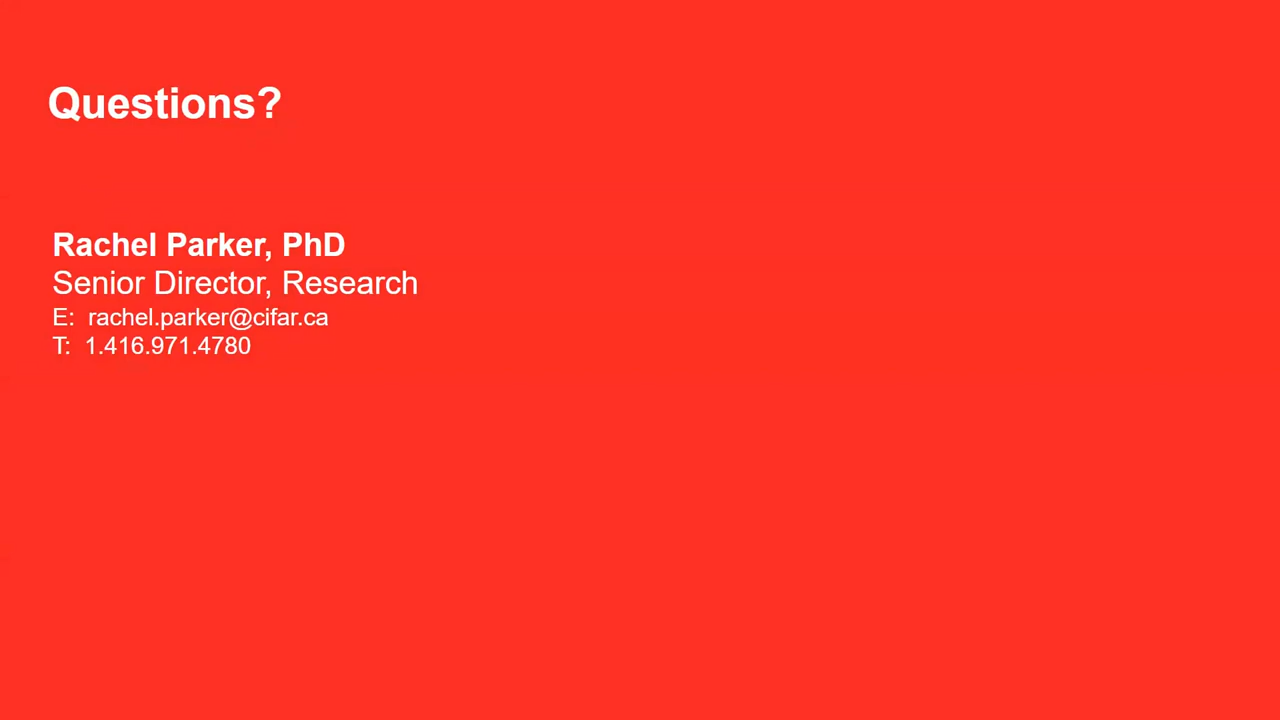 Questions?
Rachel Parker, PhD
Senior Director, Research
E: rachel.parker@cifar.ca
T: 1.416.971.4780